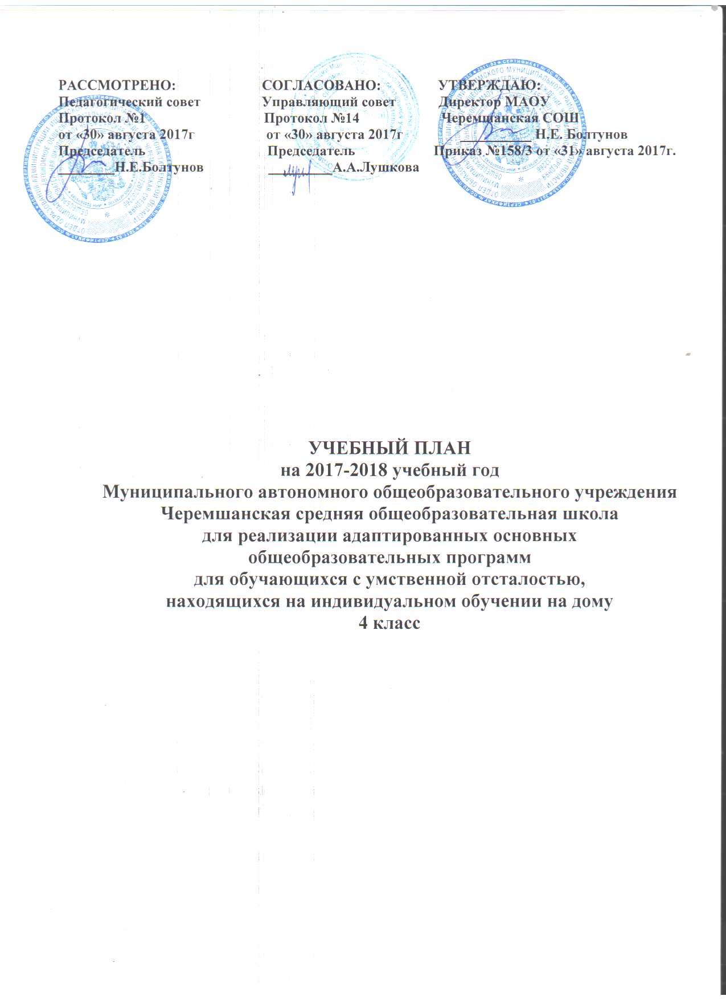 РАССМОТРЕНО:
Педагогический совет
Протокол №1
от «30» августа 2017г
Председатель
________Н.Е.Болтунов
СОГЛАСОВАНО:
Управляющий совет
Протокол №14
от «30» августа 2017г
Председатель
_________А.А.Лушкова
УТВЕРЖДАЮ:
Директор МАОУ
Черемшанская СОШ
__________ Н.Е. Болтунов
Приказ №158/3 от «31» августа 2017г.
УЧЕБНЫЙ ПЛАН
на 2017-2018 учебный год
Муниципального автономного общеобразовательного учреждения
Черемшанская средняя общеобразовательная школа
для реализации адаптированных основных
общеобразовательных программ
для обучающихся с умственной отсталостью,
находящихся на индивидуальном обучении на дому
4 класс